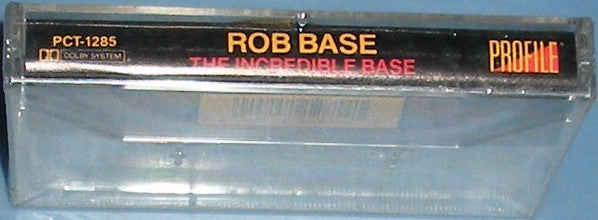 PCT-1285
DOLBY SYSTEM
ROB BASE
THE INCREDIBLE BASE
PROFILE